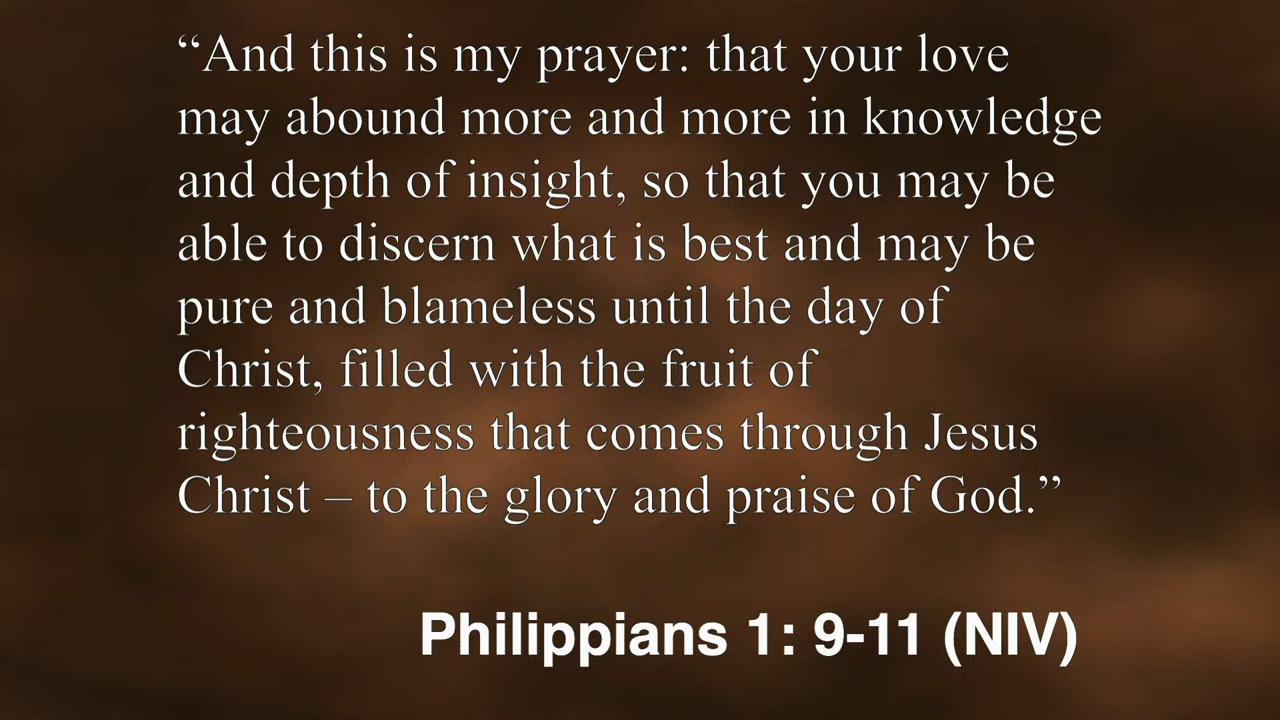 “And this is my prayer: that your love
may abound more and more in knowledge
and depth of insight, so that you may be
able to discern what is best and may be
pure and blameless until the day of
Christ, filled with the fruit of
righteousness that comes through Jesus
Christ – to the glory and praise of God.”
Philippians 1: 9-11 (NIV)